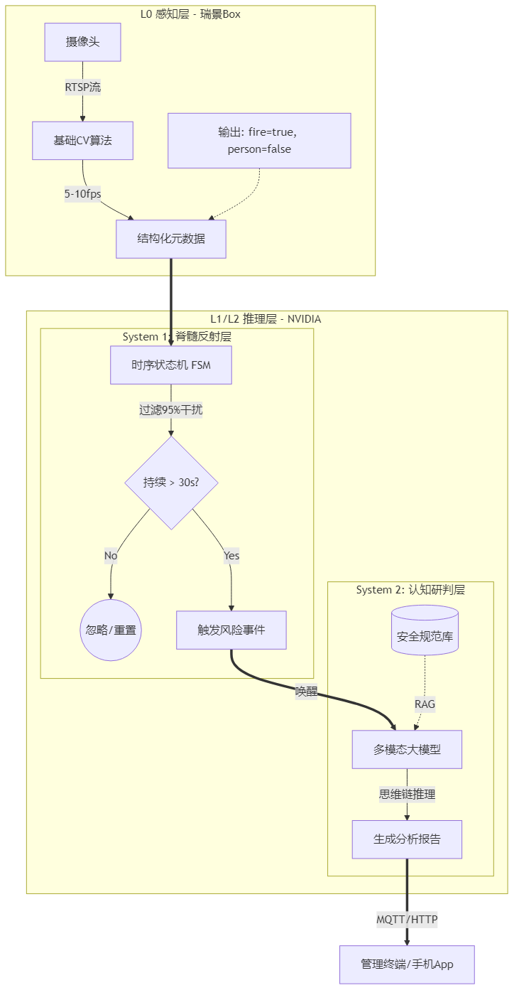 L0 感知层 - 瑞景Box
摄像头
RTSP流
基础CV算法
输出: fire=true,
person=false
5-10fps
结构化元数据
L1/L2 推理层 - NVIDIA
System 1: 脊髓反射层
时序状态机 FSM
过滤95%干扰
持续 > 30s?
No
Yes
忽略/重置
触发风险事件
System 2: 认知研判层
安全规范库
唤醒
RAG
多模态大模型
思维链推理
生成分析报告
MQTT/HTTP
管理终端/手机App